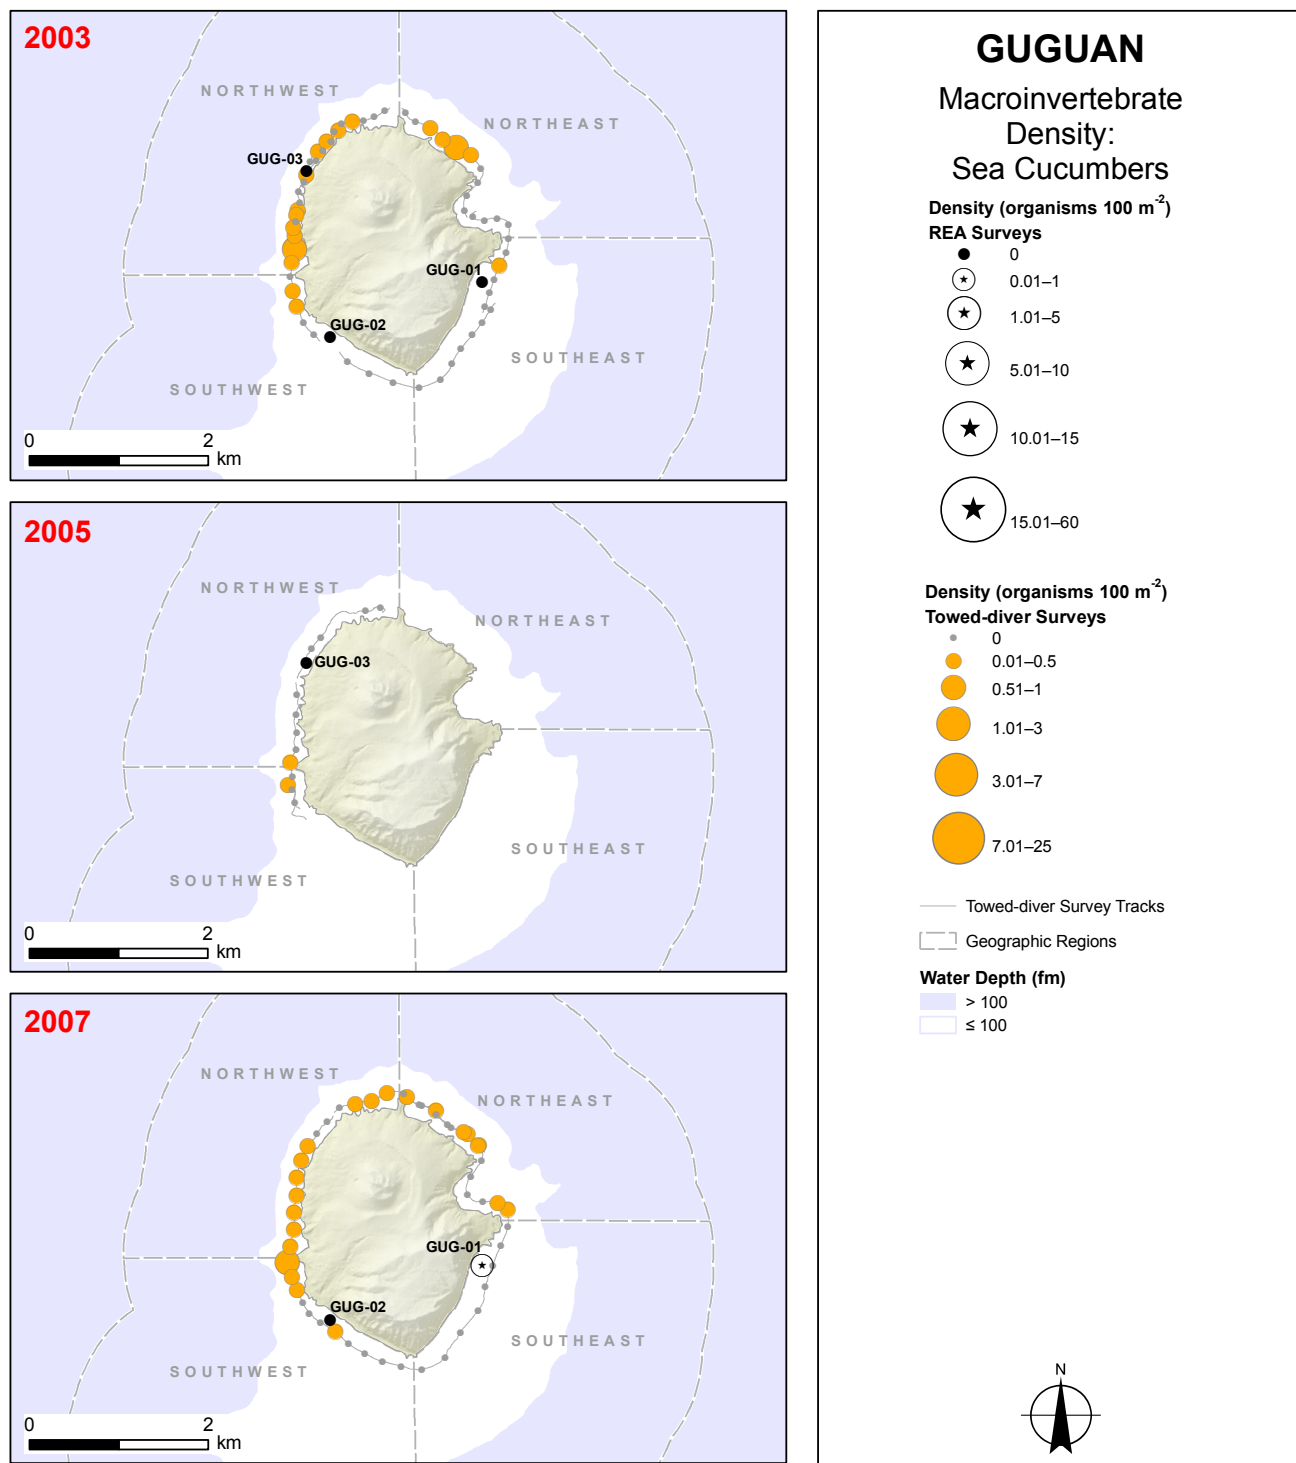 2003
NORTHWEST
NORTHEAST
GUG-03
GUG-01
GUG-02
SOUTHEAST
SOUTHWEST
0 2
km
2005
NORTHWEST
NORTHEAST
GUG-03
SOUTHEAST
SOUTHWEST
0 2
km
2007
NORTHWEST
NORTHEAST
GUG-01
GUG-02
SOUTHEAST
SOUTHWEST
0 2
km
GUGUAN
Macroinvertebrate
Density:
Sea Cucumbers
Density (organisms 100 m⁻²)
REA Surveys
0
0.01–1
1.01–5
5.01–10
10.01–15
15.01–60
Density (organisms 100 m⁻²)
Towed-diver Surveys
0
0.01–0.5
0.51–1
1.01–3
3.01–7
7.01–25
Towed-diver Survey Tracks
Geographic Regions
Water Depth (fm)
> 100
≤ 100
N